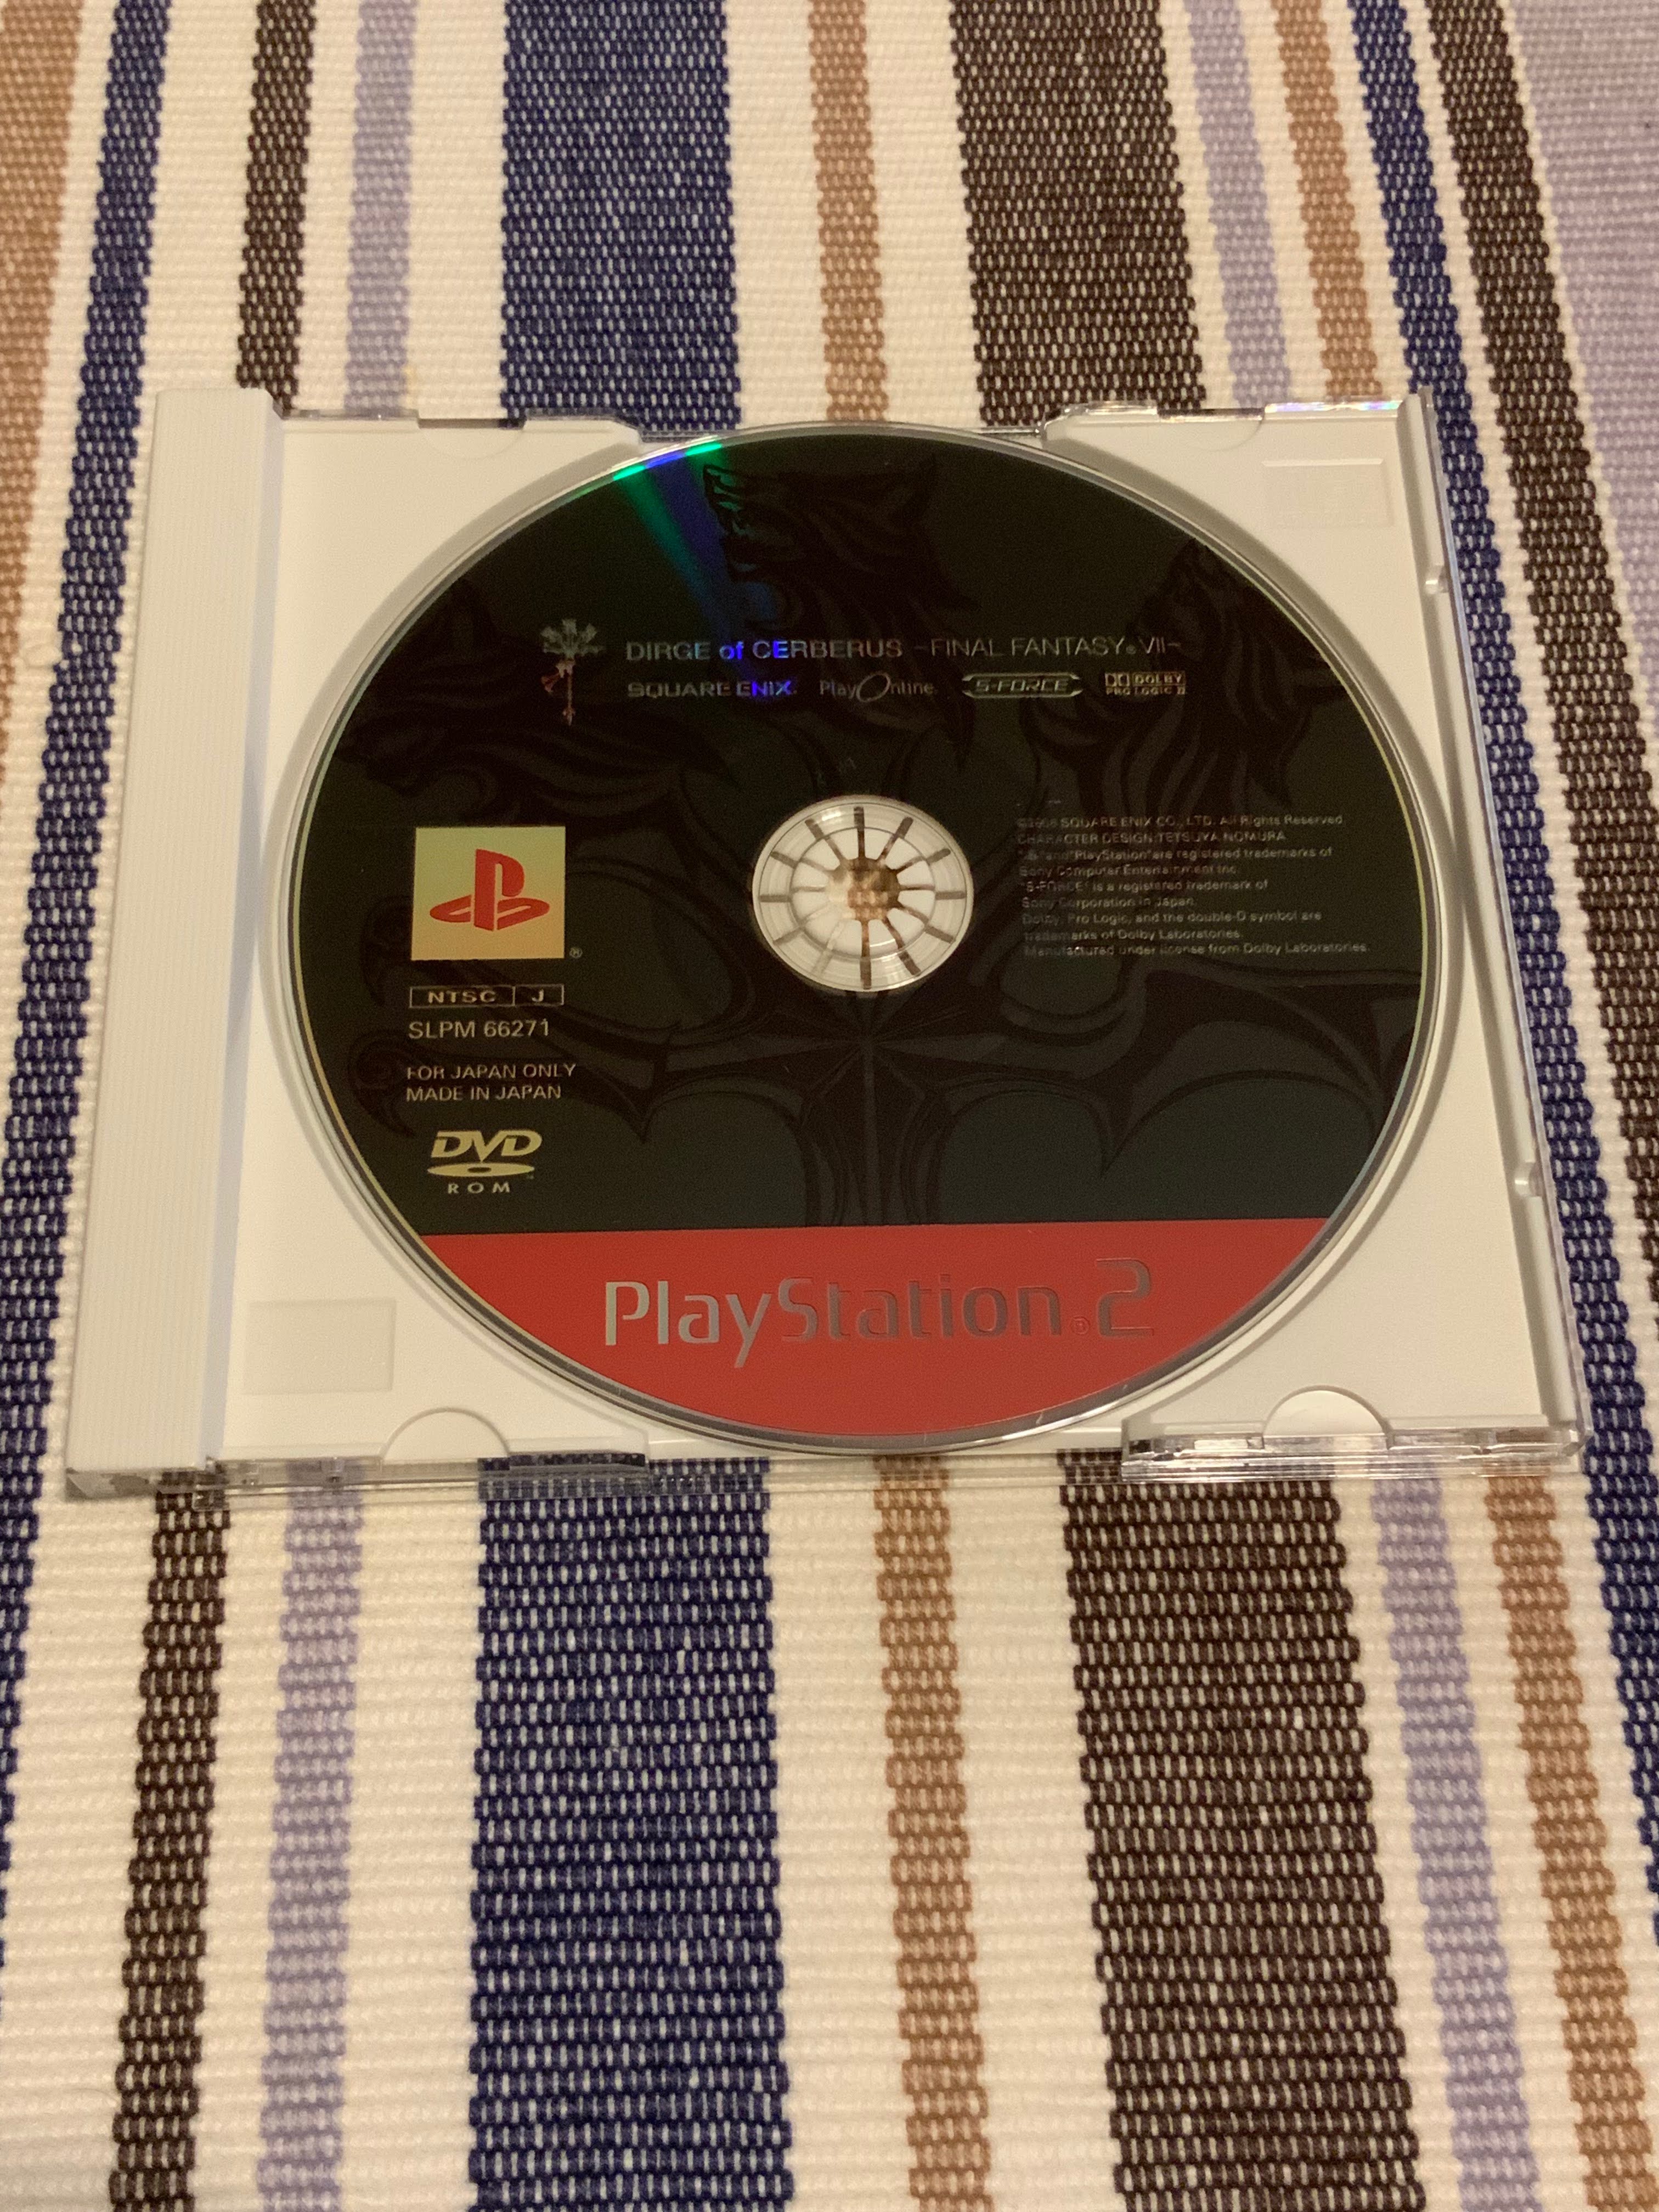 DIRGE of CERBERUS ~FINAL FANTASY® VII~
SQUARE ENIX® PlayOnline® S-FORCE DOLBY
PRO LOGIC II
©2006 SQUARE ENIX CO., LTD. All Rights Reserved.
CHARACTER DESIGN:TETSUYA NOMURA
and "PlayStation" are registered trademarks of
Sony Computer Entertainment Inc.
"S-FORCE" is a registered trademark of
Sony Corporation in Japan.
Dolby, Pro Logic, and the double-D symbol are
trademarks of Dolby Laboratories.
Manufactured under license from Dolby Laboratories.
®
NTSC J
SLPM 66271
FOR JAPAN ONLY
MADE IN JAPAN
DVD
ROM
PlayStation®2